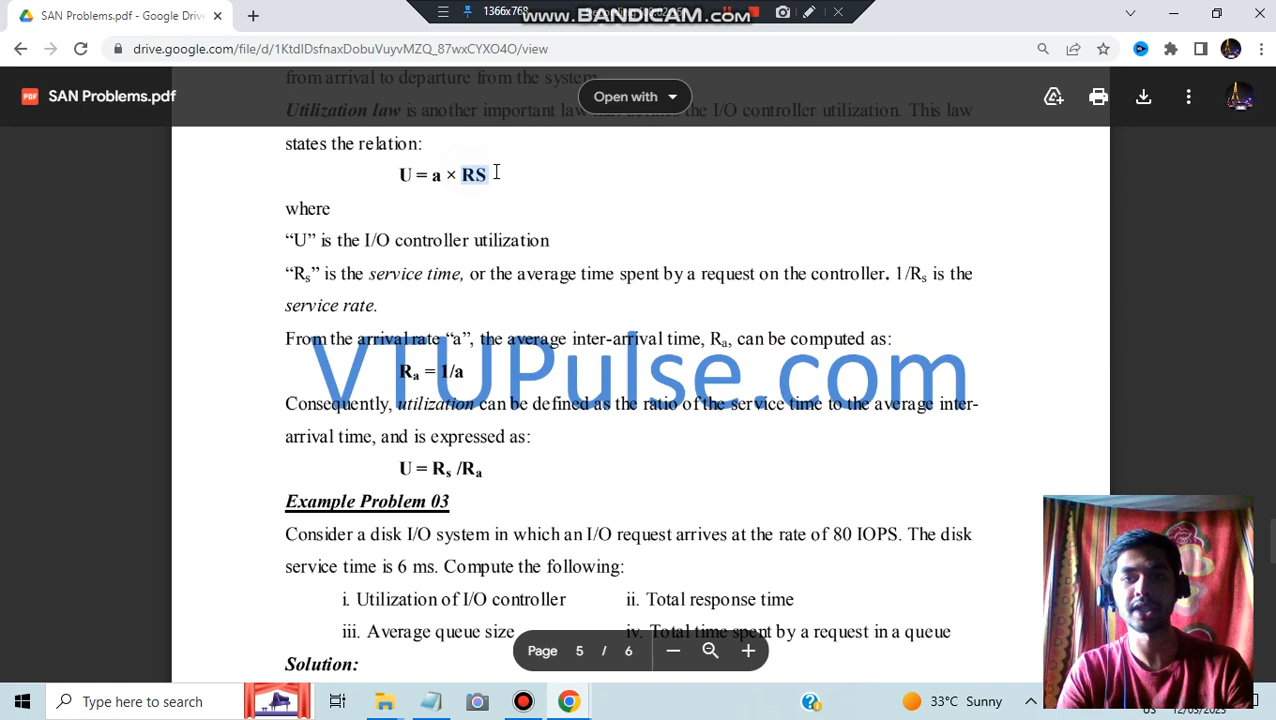 SAN Problems.pdf - Google Drive
1366x768
www.BANDICAM.com
drive.google.com/file/d/1KtdIDsfnaxDobuVuyvMZQ_87wxCYXO4O/view
SAN Problems.pdf
Open with
from arrival to departure from the system.
Utilization law is another important law that defines the I/O controller utilization. This law
states the relation:
U = a × RS
where
“U” is the I/O controller utilization
“Rs” is the service time, or the average time spent by a request on the controller. 1/Rs is the
service rate.
From the arrival rate “a”, the average inter-arrival time, Ra, can be computed as:
Ra = 1/a
VTUPulse.com
Consequently, utilization can be defined as the ratio of the service time to the average inter-
arrival time, and is expressed as:
U = Rs /Ra
Example Problem 03
Consider a disk I/O system in which an I/O request arrives at the rate of 80 IOPS. The disk
service time is 6 ms. Compute the following:
i. Utilization of I/O controller ii. Total response time
iii. Average queue size iv. Total time spent by a request in a queue
Page 5 / 6
Solution:
Type here to search
33°C Sunny